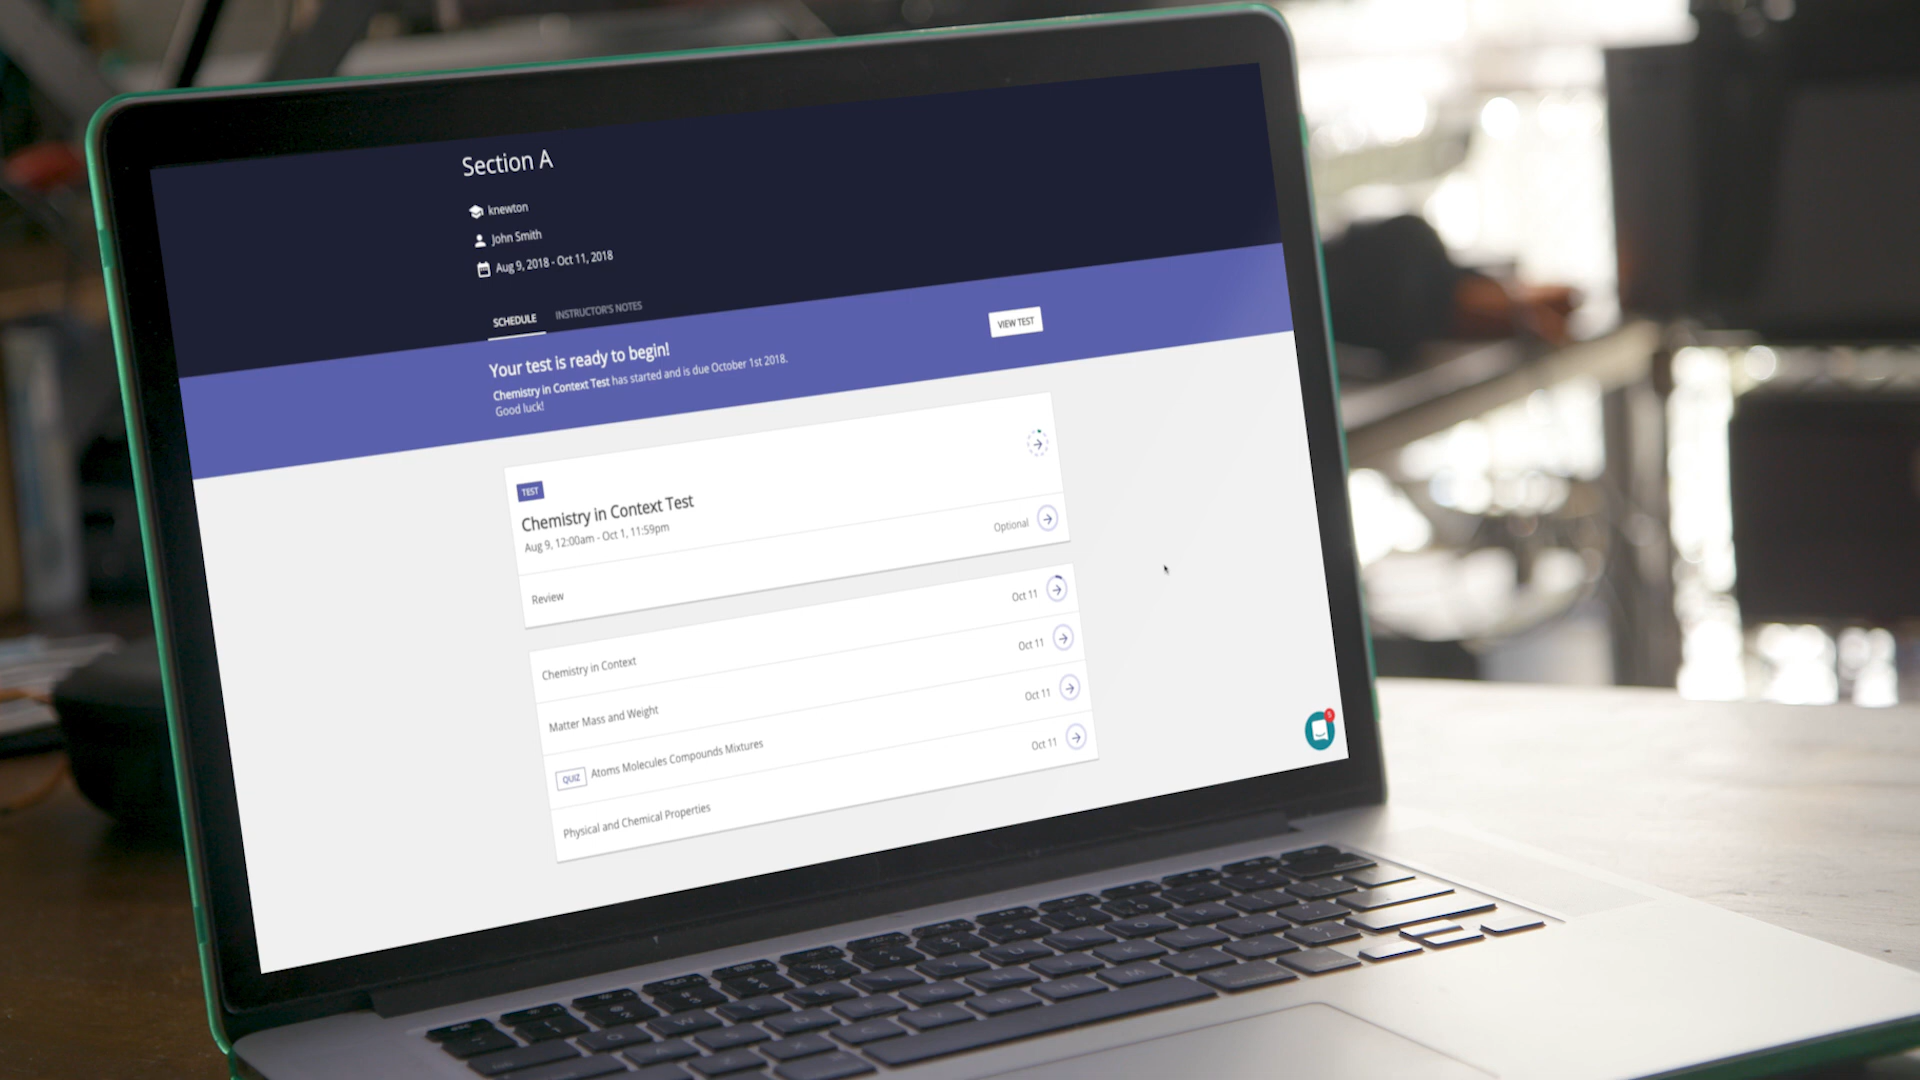 Section A
knewton
John Smith
Aug 9, 2018 - Oct 11, 2018
SCHEDULE INSTRUCTOR'S NOTES
Your test is ready to begin!
VIEW TEST
Chemistry in Context Test has started and is due October 1st 2018.
Good luck!
TEST
Chemistry in Context Test
Aug 9, 12:00am - Oct 1, 11:59pm
Review Optional
Chemistry in Context Oct 11
Matter Mass and Weight Oct 11
QUIZ Atoms Molecules Compounds Mixtures Oct 11
Physical and Chemical Properties Oct 11